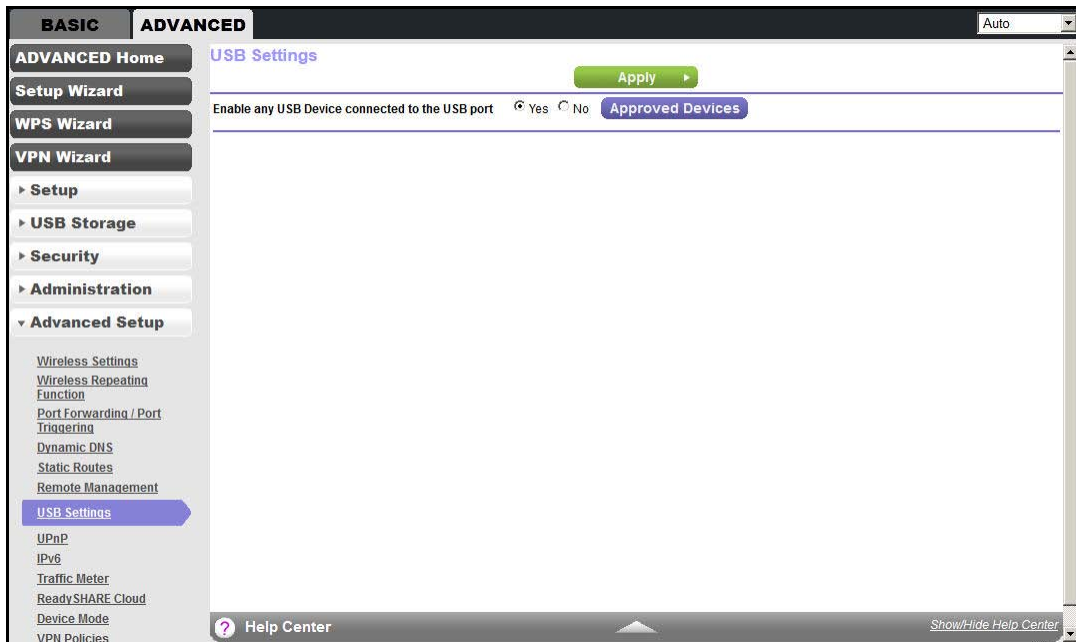 BASIC
ADVANCED
Auto
ADVANCED Home
Setup Wizard
WPS Wizard
VPN Wizard
Setup
USB Storage
Security
Administration
Advanced Setup
Wireless Settings
Wireless Repeating
Function
Port Forwarding / Port
Triggering
Dynamic DNS
Static Routes
Remote Management
USB Settings
UPnP
IPv6
Traffic Meter
ReadySHARE Cloud
Device Mode
VPN Policies
USB Settings
Apply
Enable any USB Device connected to the USB port Yes No Approved Devices
? Help Center
Show/Hide Help Center